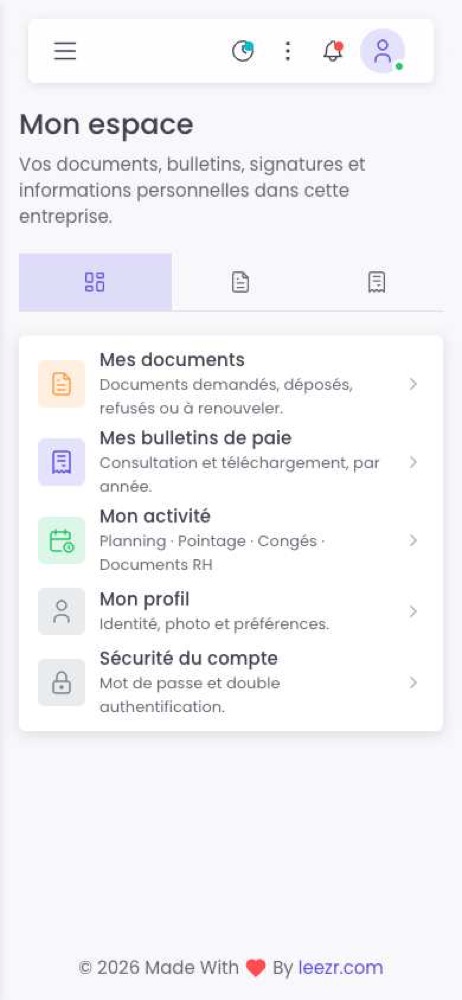 Mon espace
Vos documents, bulletins, signatures et
informations personnelles dans cette
entreprise.
Mes documents
Documents demandés, déposés,
refusés ou à renouveler.
Mes bulletins de paie
Consultation et téléchargement, par
année.
Mon activité
Planning · Pointage · Congés ·
Documents RH
Mon profil
Identité, photo et préférences.
Sécurité du compte
Mot de passe et double
authentification.
© 2026 Made With ❤ By leezr.com